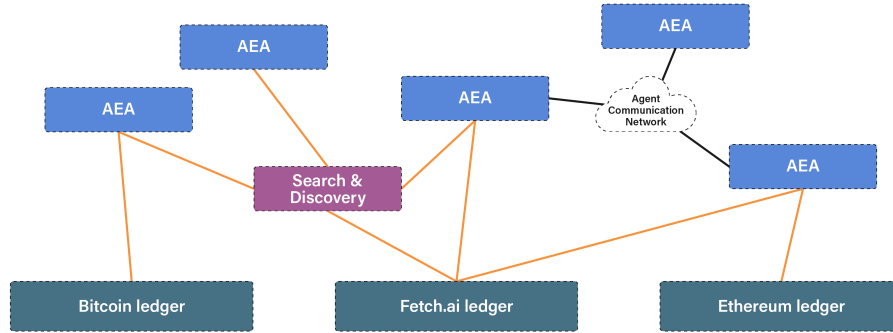 AEA
AEA
AEA
AEA
Agent
Communication
Network
AEA
Search &
Discovery
Bitcoin ledger
Fetch.ai ledger
Ethereum ledger